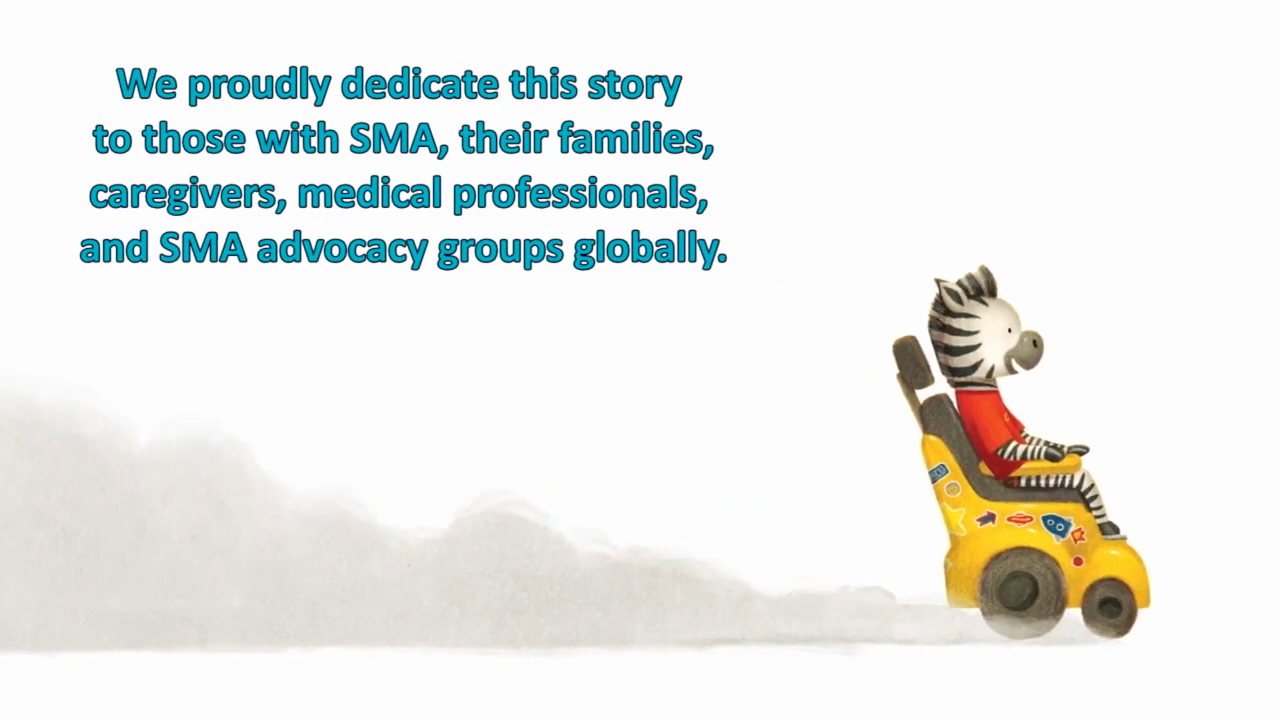 We proudly dedicate this story
to those with SMA, their families,
caregivers, medical professionals,
and SMA advocacy groups globally.